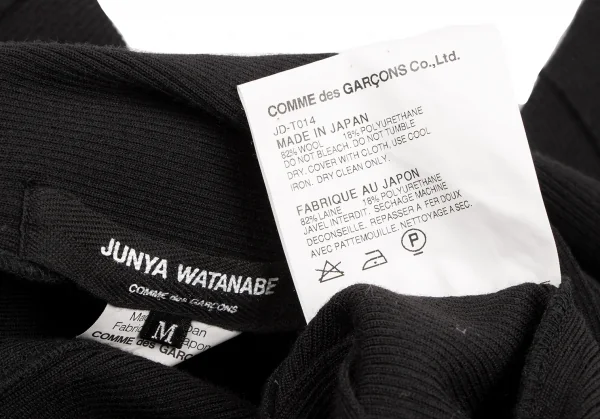 COMME des GARÇONS Co., Ltd.
JD-T014
MADE IN JAPAN
82% WOOL 18% POLYURETHANE
DO NOT BLEACH. DO NOT TUMBLE
DRY. COVER WITH CLOTH. USE COOL
IRON. DRY CLEAN ONLY.
FABRIQUE AU JAPON
82% LAINE 18% POLYURETHANE
JAVEL INTERDIT. SECHAGE MACHINE
DECONSEILLE. REPASSER A FER DOUX
AVEC PATTEMOUILLE. NETTOYAGE A SEC.
P
JUNYA WATANABE
COMME des GARÇONS
M
COMME des GARÇ